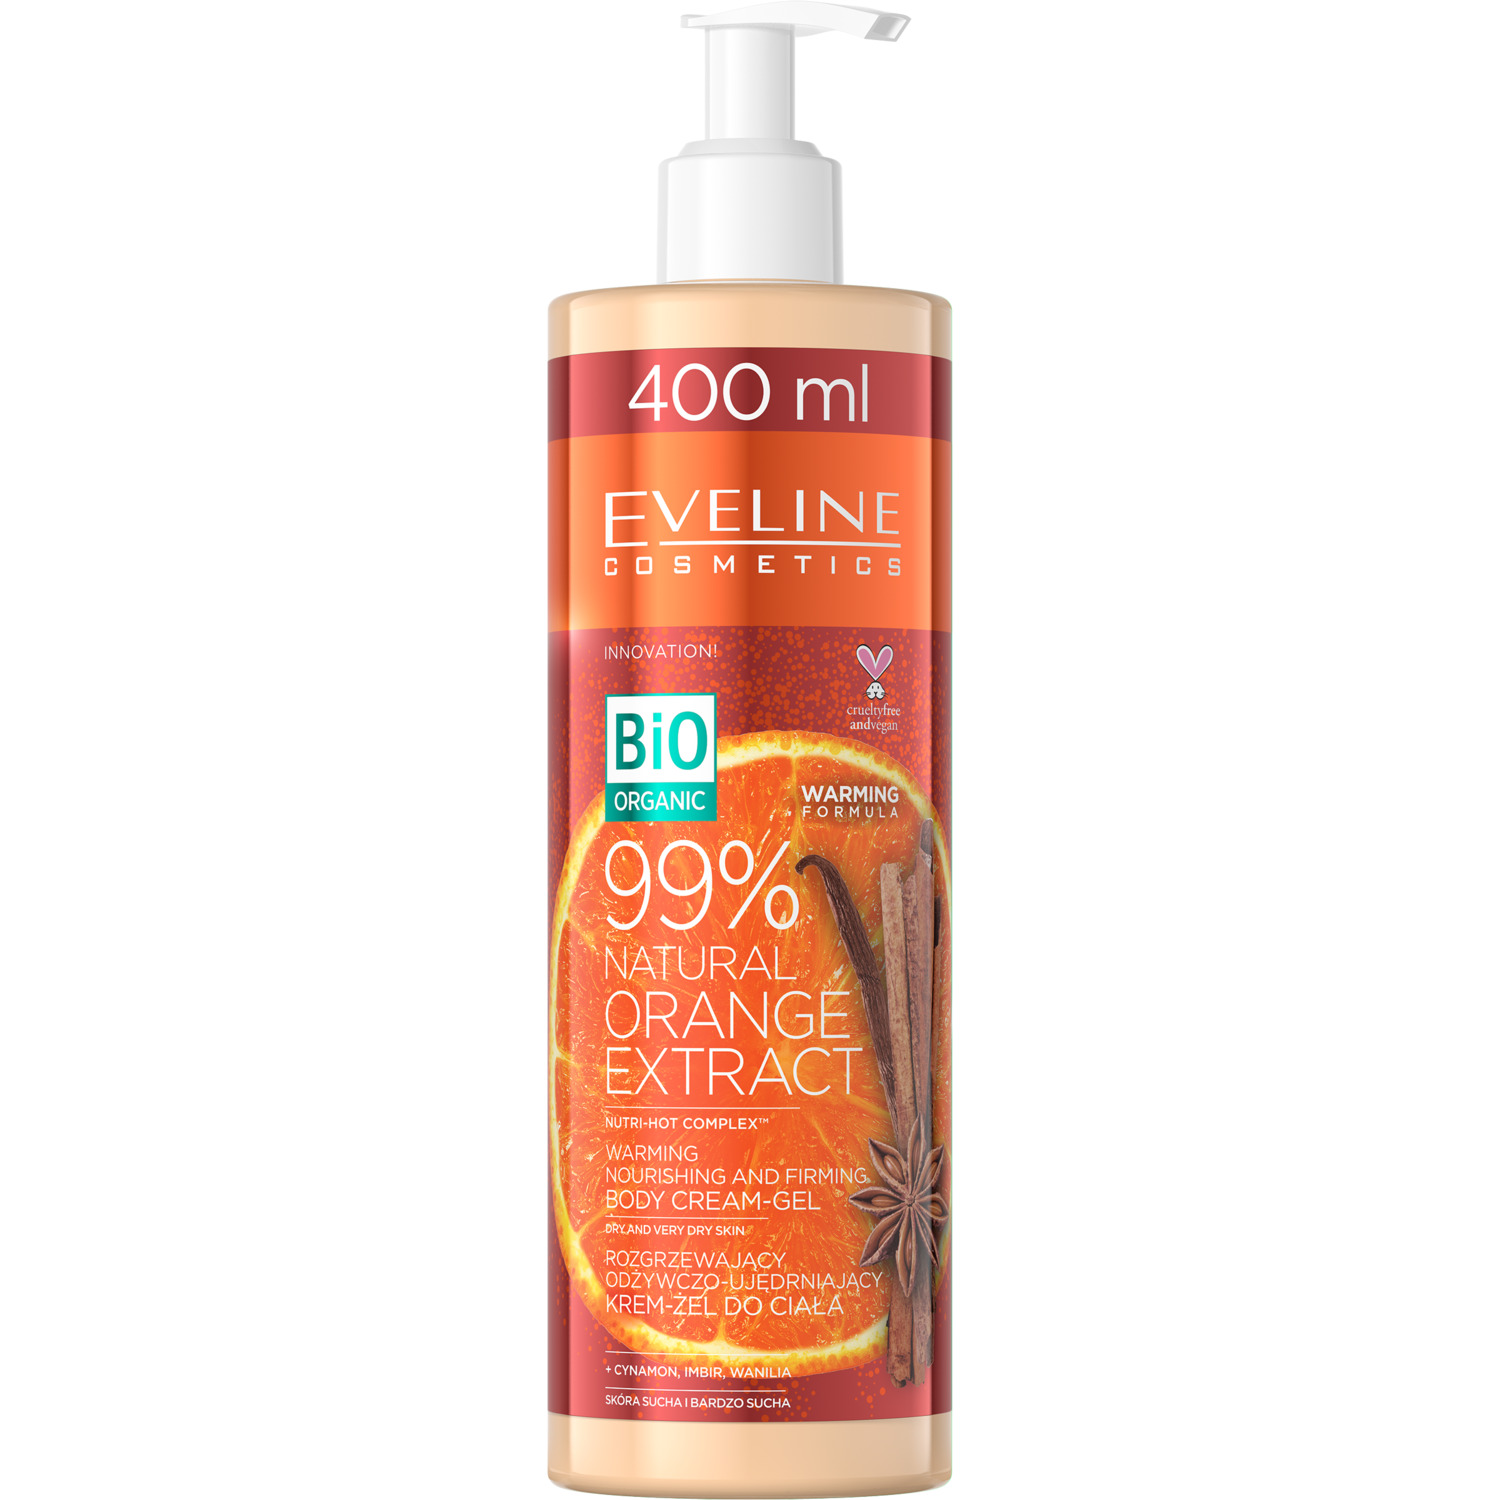 400 ml
EVELINE
COSMETICS
INNOVATION!
crueltyfree
andvegan
BiO
ORGANIC
WARMING
FORMULA
99%
NATURAL
ORANGE
EXTRACT
NUTRI-HOT COMPLEX™
WARMING
NOURISHING AND FIRMING
BODY CREAM-GEL
DRY AND VERY DRY SKIN
ROZGRZEWAJĄCY
ODŻYWCZO-UJĘDRNIAJĄCY
KREM-ŻEL DO CIAŁA
+ CYNAMON, IMBIR, WANILIA
SKÓRA SUCHA I BARDZO SUCHA